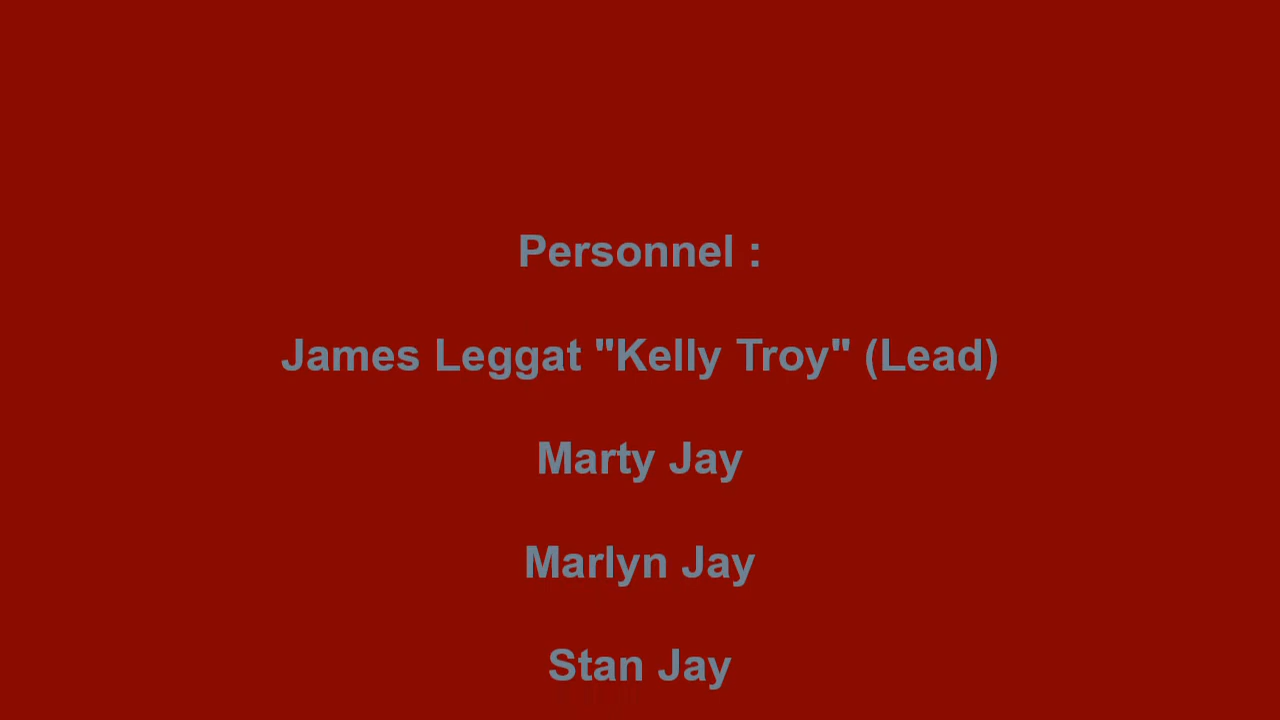 Personnel :
James Leggat "Kelly Troy" (Lead)
Marty Jay
Marlyn Jay
Stan Jay